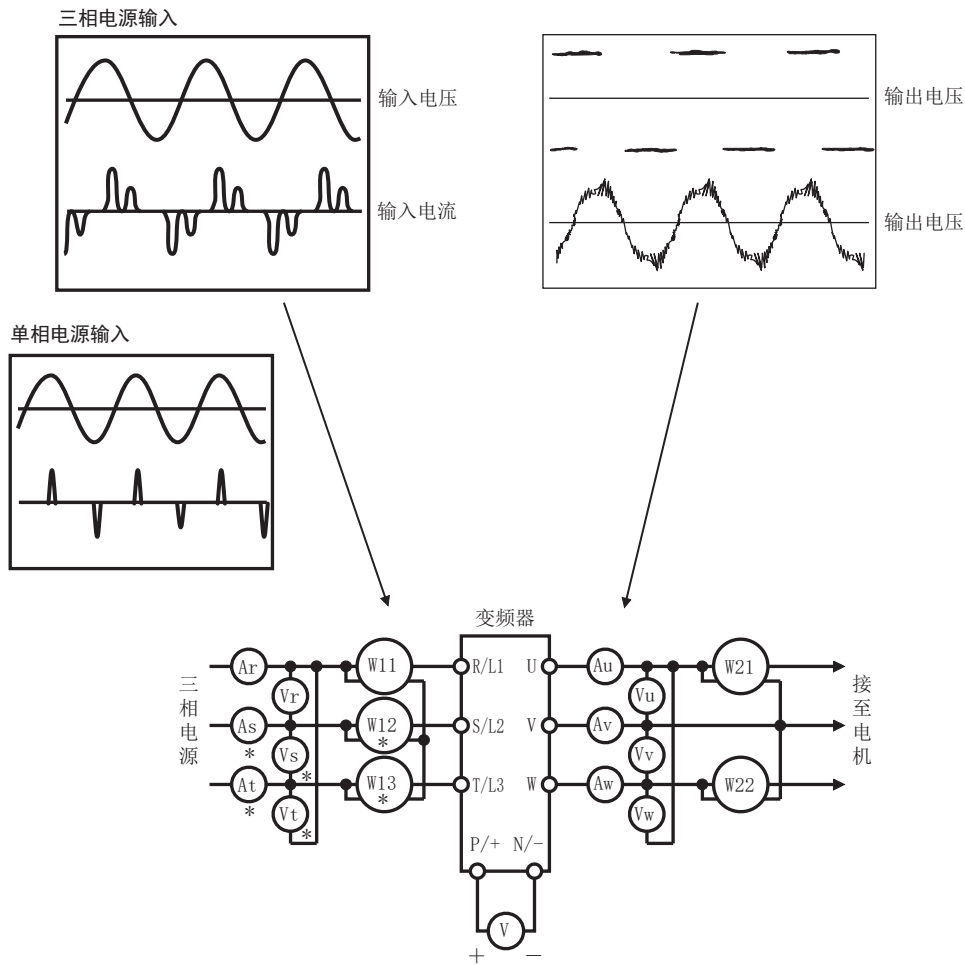 三相电源输入
输入电压
输入电流
输出电压
输出电压
单相电源输入
变频器
三相电源
Ar
As
*
At
*
Vr
Vs
*
Vt
*
W11
W12
*
W13
*
R/L1
S/L2
T/L3
U
V
W
P/+ N/-
Au
Av
Aw
Vu
Vv
Vw
W21
W22
接至电机
V
+ −